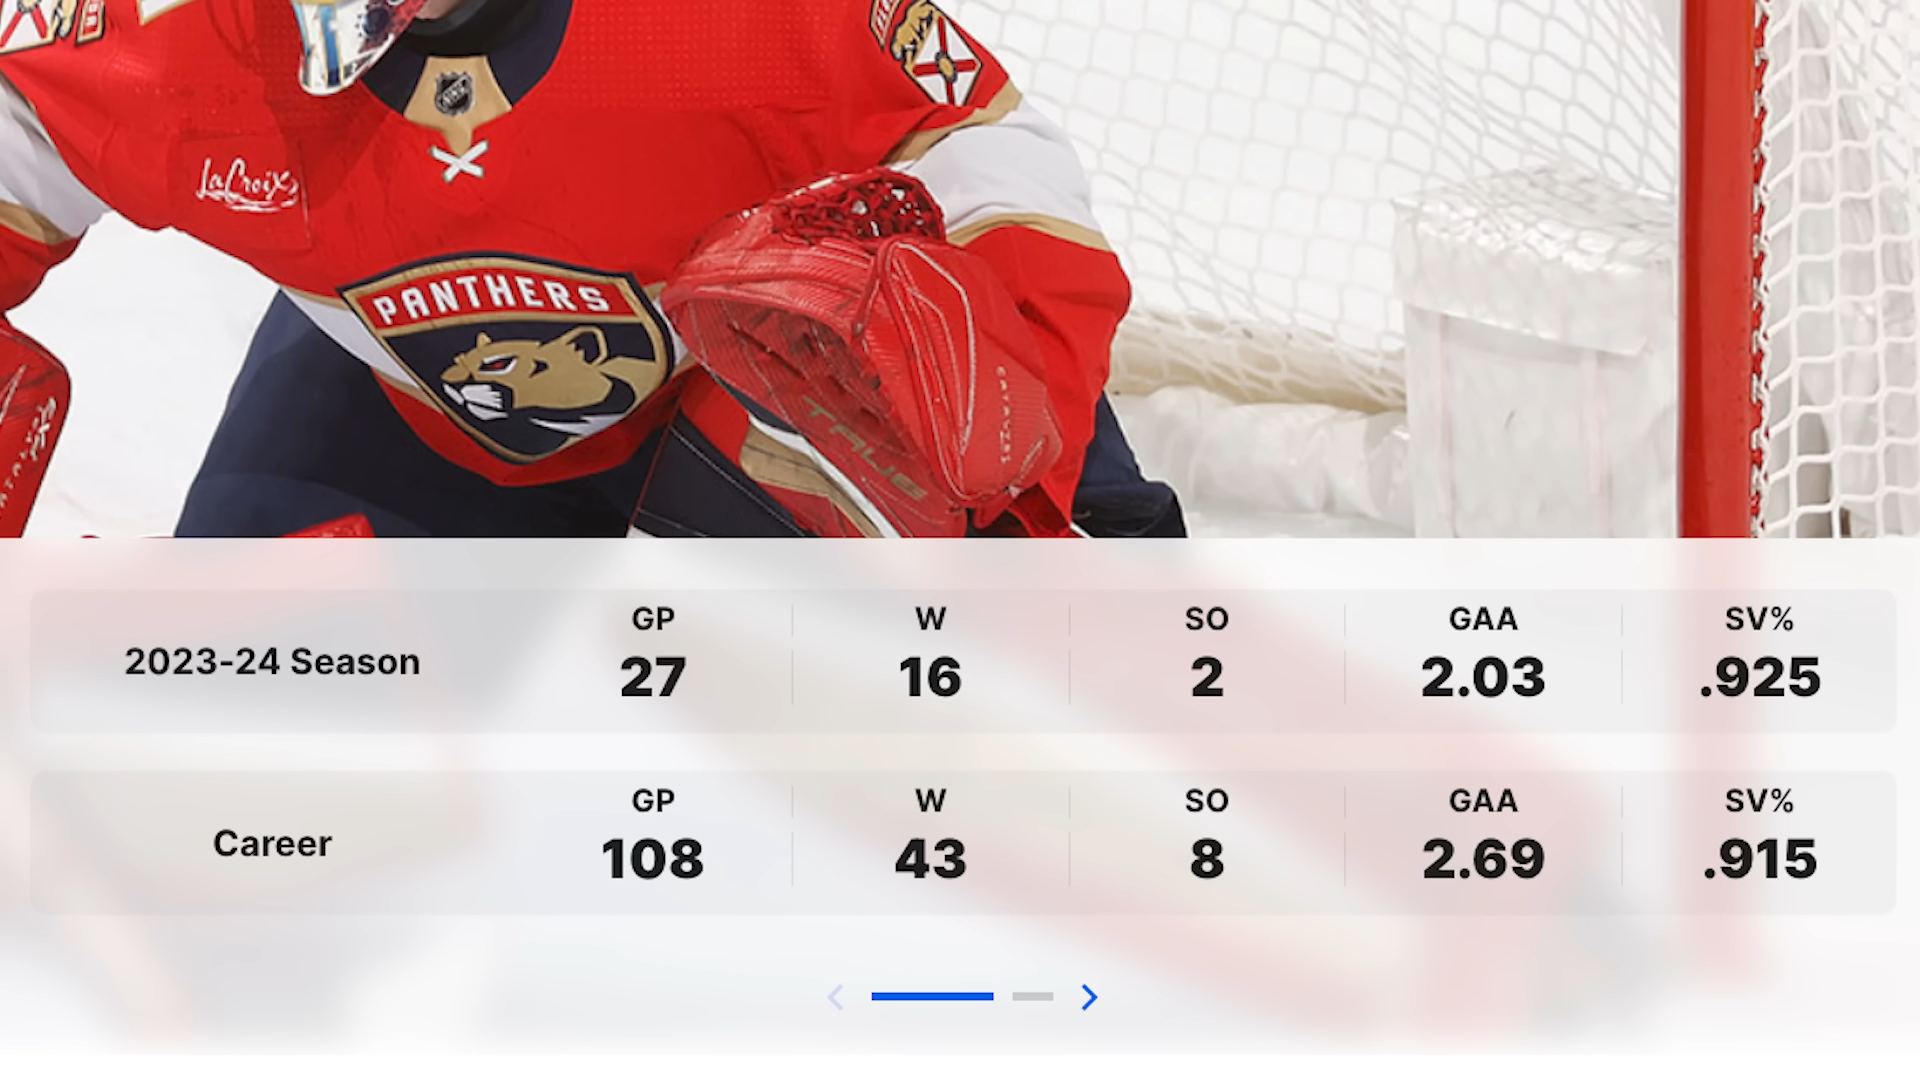 LaCroix
PANTHERS
TRUE
GP W SO GAA SV%
2023-24 Season 27 16 2 2.03 .925
GP W SO GAA SV%
Career 108 43 8 2.69 .915